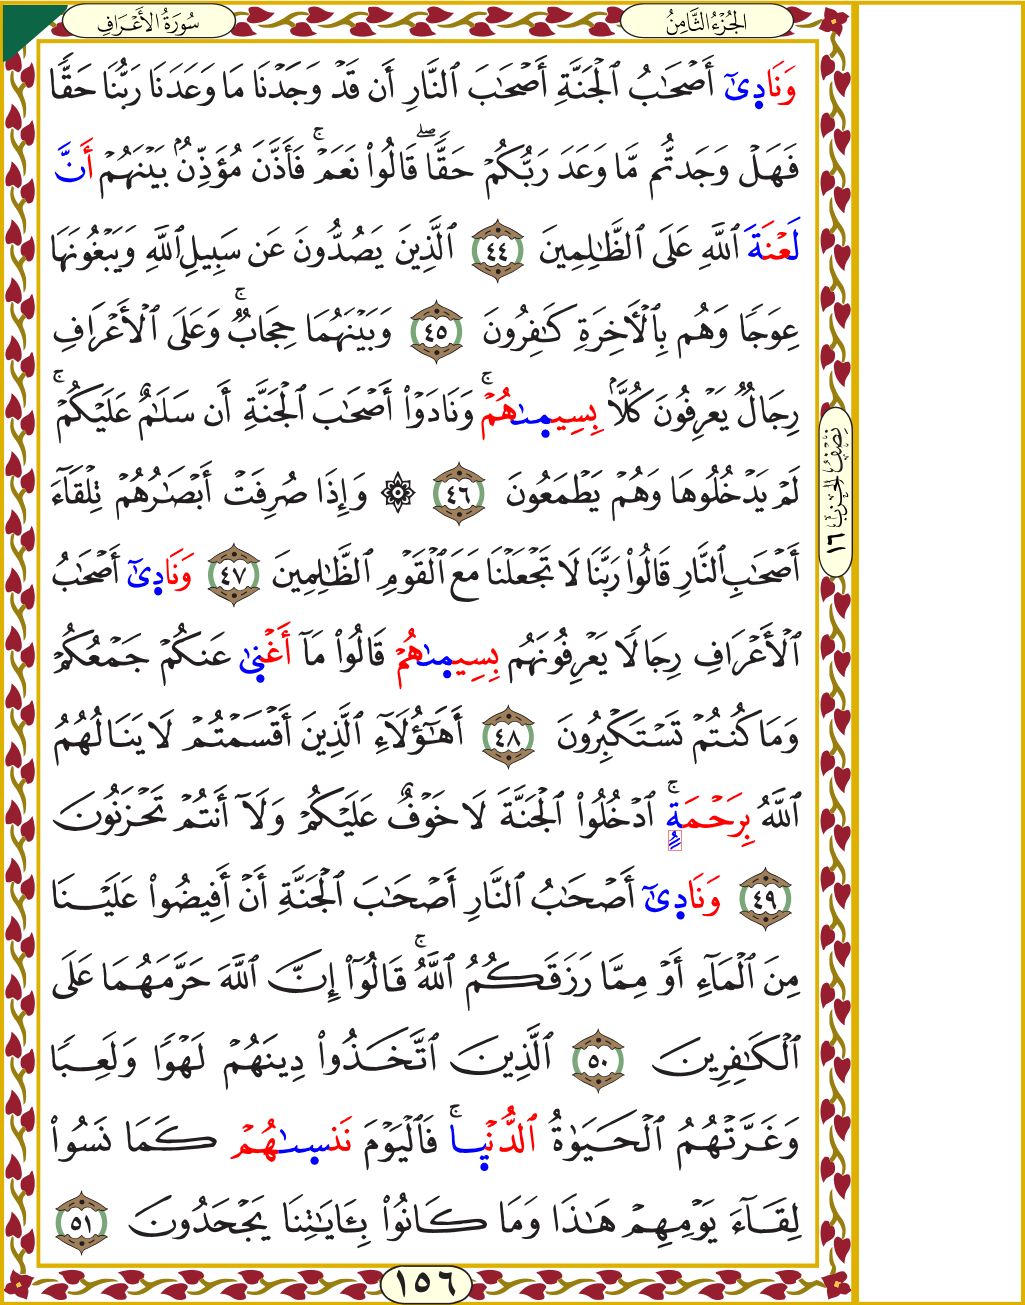 سُورَةُ الأَعْرَافِ
الجُزْءُ الثَّامِنُ
وَنَادِىٰٓ أَصْحَٰبُ ٱلْجَنَّةِ أَصْحَٰبَ ٱلنَّارِ أَن قَدْ وَجَدْنَا مَا وَعَدَنَا رَبُّنَا حَقًّا
فَهَلْ وَجَدتُّم مَّا وَعَدَ رَبُّكُمْ حَقًّا ۖ قَالُوا۟ نَعَمْ ۚ فَأَذَّنَ مُؤَذِّنٌۢ بَيْنَهُمْ أَنَّ
لَعْنَةَ ٱللَّهِ عَلَى ٱلظَّٰلِمِينَ ٤٤ ٱلَّذِينَ يَصُدُّونَ عَن سَبِيلِ ٱللَّهِ وَيَبْغُونَهَا
عِوَجًا وَهُم بِٱلْأَخِرَةِ كَٰفِرُونَ ٤٥ وَبَيْنَهُمَا حِجَابٌ ۚ وَعَلَى ٱلْأَعْرَافِ
رِجَالٌ يَعْرِفُونَ كُلًّۢا بِسِيمَىٰهُمْ ۚ وَنَادَوْا۟ أَصْحَٰبَ ٱلْجَنَّةِ أَن سَلَٰمٌ عَلَيْكُمْ ۚ
لَمْ يَدْخُلُوهَا وَهُمْ يَطْمَعُونَ ٤٦ ۞ وَإِذَا صُرِفَتْ أَبْصَٰرُهُمْ تِلْقَآءَ
أَصْحَٰبِ ٱلنَّارِ قَالُوا۟ رَبَّنَا لَا تَجْعَلْنَا مَعَ ٱلْقَوْمِ ٱلظَّٰلِمِينَ ٤٧ وَنَادِىٰٓ أَصْحَٰبُ
ٱلْأَعْرَافِ رِجَالًا يَعْرِفُونَهُم بِسِيمَىٰهُمْ قَالُوا۟ مَآ أَغْنِىٰ عَنكُمْ جَمْعُكُمْ
وَمَا كُنتُمْ تَسْتَكْبِرُونَ ٤٨ أَهَٰٓؤُلَآءِ ٱلَّذِينَ أَقْسَمْتُمْ لَا يَنَالُهُمُ
ٱللَّهُ بِرَحْمَةٍ ۚ ٱدْخُلُوا۟ ٱلْجَنَّةَ لَا خَوْفٌ عَلَيْكُمْ وَلَآ أَنتُمْ تَحْزَنُونَ
٤٩ وَنَادِىٰٓ أَصْحَٰبُ ٱلنَّارِ أَصْحَٰبَ ٱلْجَنَّةِ أَنْ أَفِيضُوا۟ عَلَيْنَا
مِنَ ٱلْمَآءِ أَوْ مِمَّا رَزَقَكُمُ ٱللَّهُ ۚ قَالُوٓا۟ إِنَّ ٱللَّهَ حَرَّمَهُمَا عَلَى
ٱلْكَٰفِرِينَ ٥٠ ٱلَّذِينَ ٱتَّخَذُوا۟ دِينَهُمْ لَهْوًا وَلَعِبًا
وَغَرَّتْهُمُ ٱلْحَيَوٰةُ ٱلدُّنْيَا ۚ فَٱلْيَوْمَ نَنسِىٰهُمْ كَمَا نَسُوا۟
لِقَآءَ يَوْمِهِمْ هَٰذَا وَمَا كَانُوا۟ بِـَٔايَٰتِنَا يَجْحَدُونَ ٥١
نِصْفُ الحِزْبِ ١٦
١٥٦